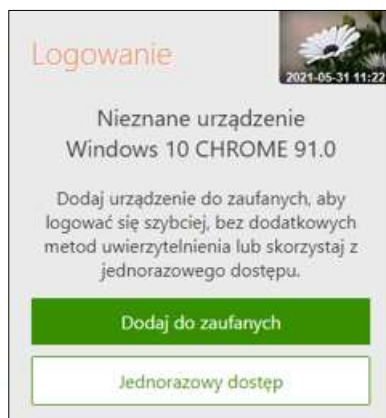 Logowanie
2021-05-31 11:22
Nieznane urządzenie
Windows 10 CHROME 91.0
Dodaj urządzenie do zaufanych, aby
logować się szybciej, bez dodatkowych
metod uwierzytelnienia lub skorzystaj z
jednorazowego dostępu.
Dodaj do zaufanych
Jednorazowy dostęp